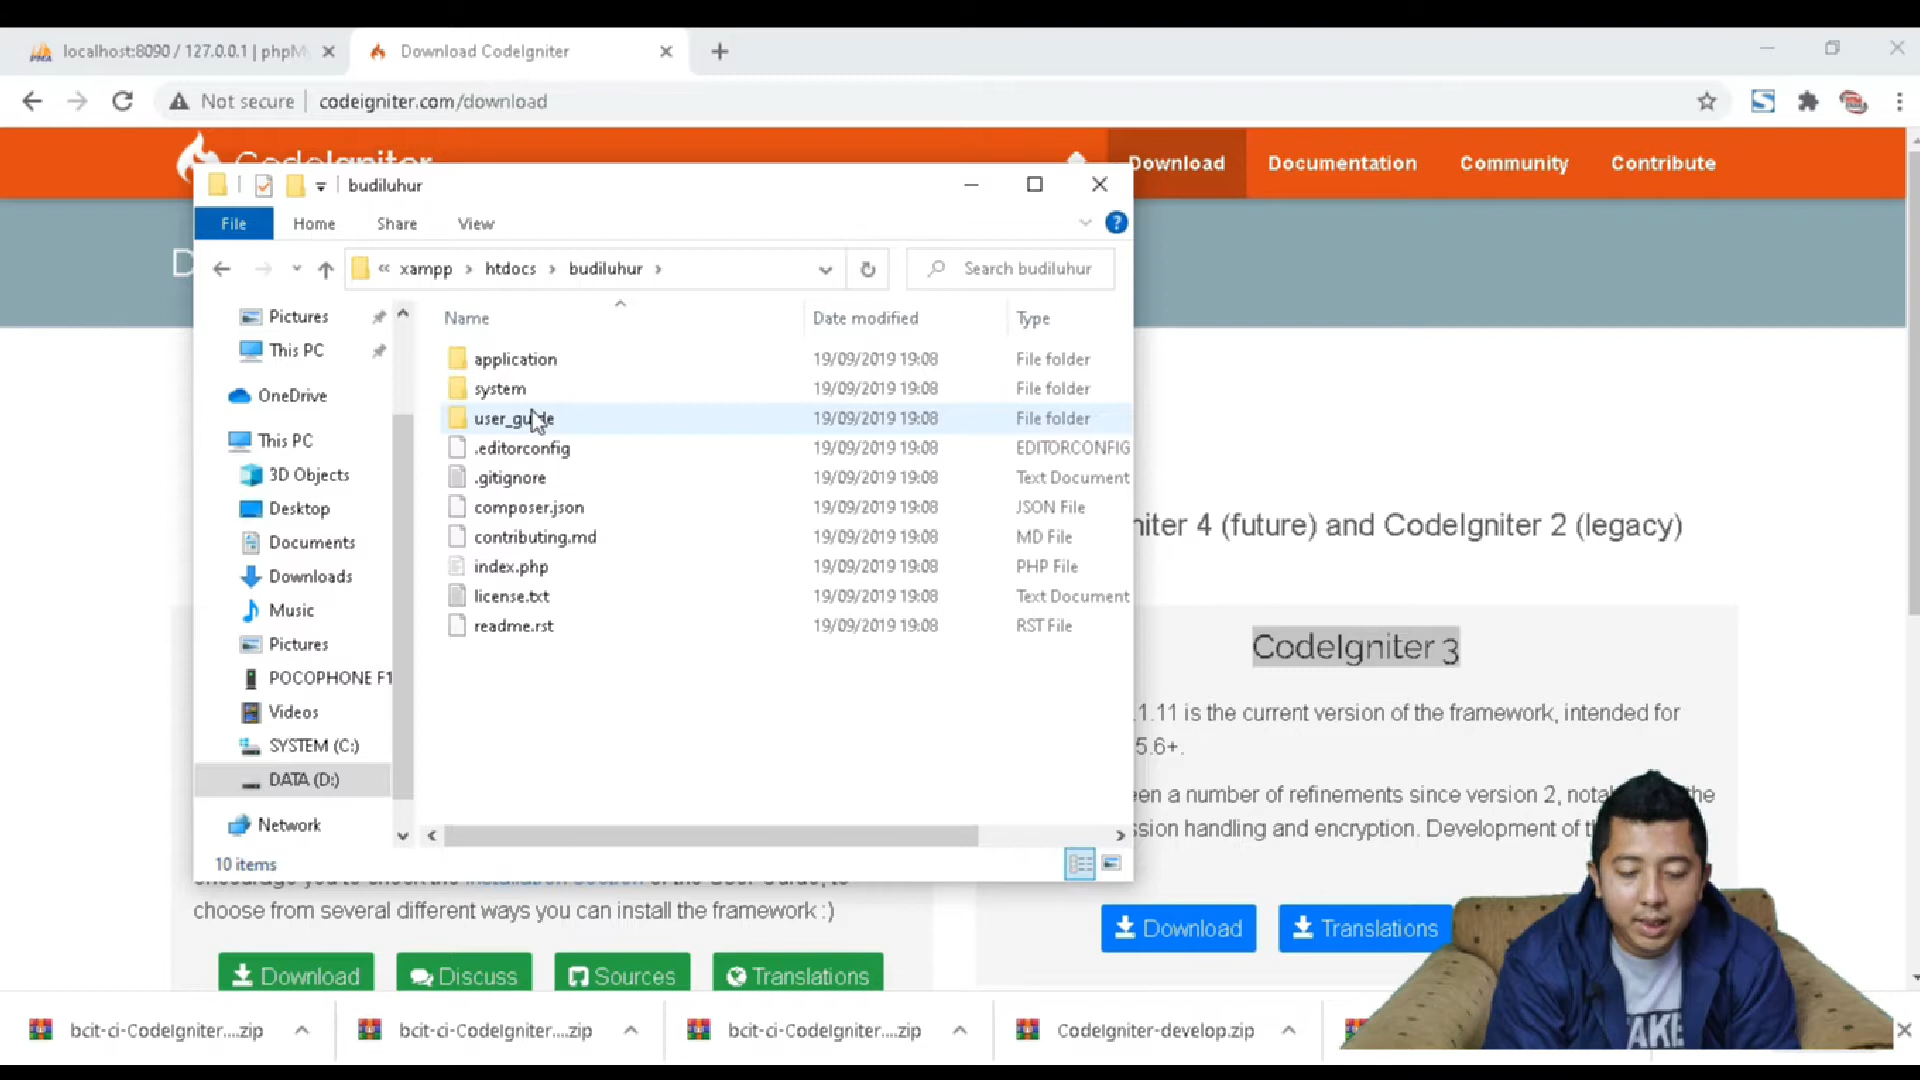 localhost:8090 / 127.0.0.1 | phpM
Download CodeIgniter
Not secure
codeigniter.com/download
CodeIgniter
Download
Documentation
Community
Contribute
D
budiluhur
File
Home
Share
View
xampp
htdocs
budiluhur
Search budiluhur
Name
Date modified
Type
application 19/09/2019 19:08 File folder
system 19/09/2019 19:08 File folder
user_guide 19/09/2019 19:08 File folder
.editorconfig 19/09/2019 19:08 EDITORCONFIG
.gitignore 19/09/2019 19:08 Text Document
composer.json 19/09/2019 19:08 JSON File
contributing.md 19/09/2019 19:08 MD File
index.php 19/09/2019 19:08 PHP File
license.txt 19/09/2019 19:08 Text Document
readme.rst 19/09/2019 19:08 RST File
Pictures
This PC
OneDrive
This PC
3D Objects
Desktop
Documents
Downloads
Music
Pictures
POCOPHONE F1
Videos
SYSTEM (C:)
DATA (D:)
Network
10 items
niter 4 (future) and CodeIgniter 2 (legacy)
CodeIgniter 3
.1.11 is the current version of the framework, intended for
5.6+.
en a number of refinements since version 2, the
ssion handling and encryption. Development of
Download
Translations
choose from several different ways you can install the framework :)
Download
Discuss
Sources
Translations
bcit-ci-CodeIgniter....zip
bcit-ci-CodeIgniter....zip
bcit-ci-CodeIgniter....zip
CodeIgniter-develop.zip
AKE